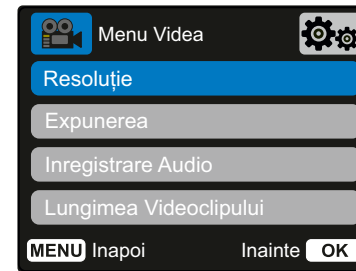 Menu Videa
Resoluție
Expunerea
Inregistrare Audio
Lungimea Videoclipului
MENU Inapoi Inainte OK